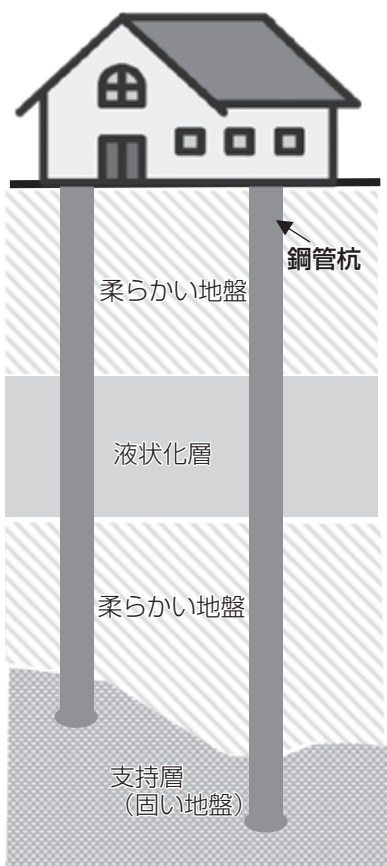 鋼管杭
柔らかい地盤
液状化層
柔らかい地盤
支持層
（固い地盤）